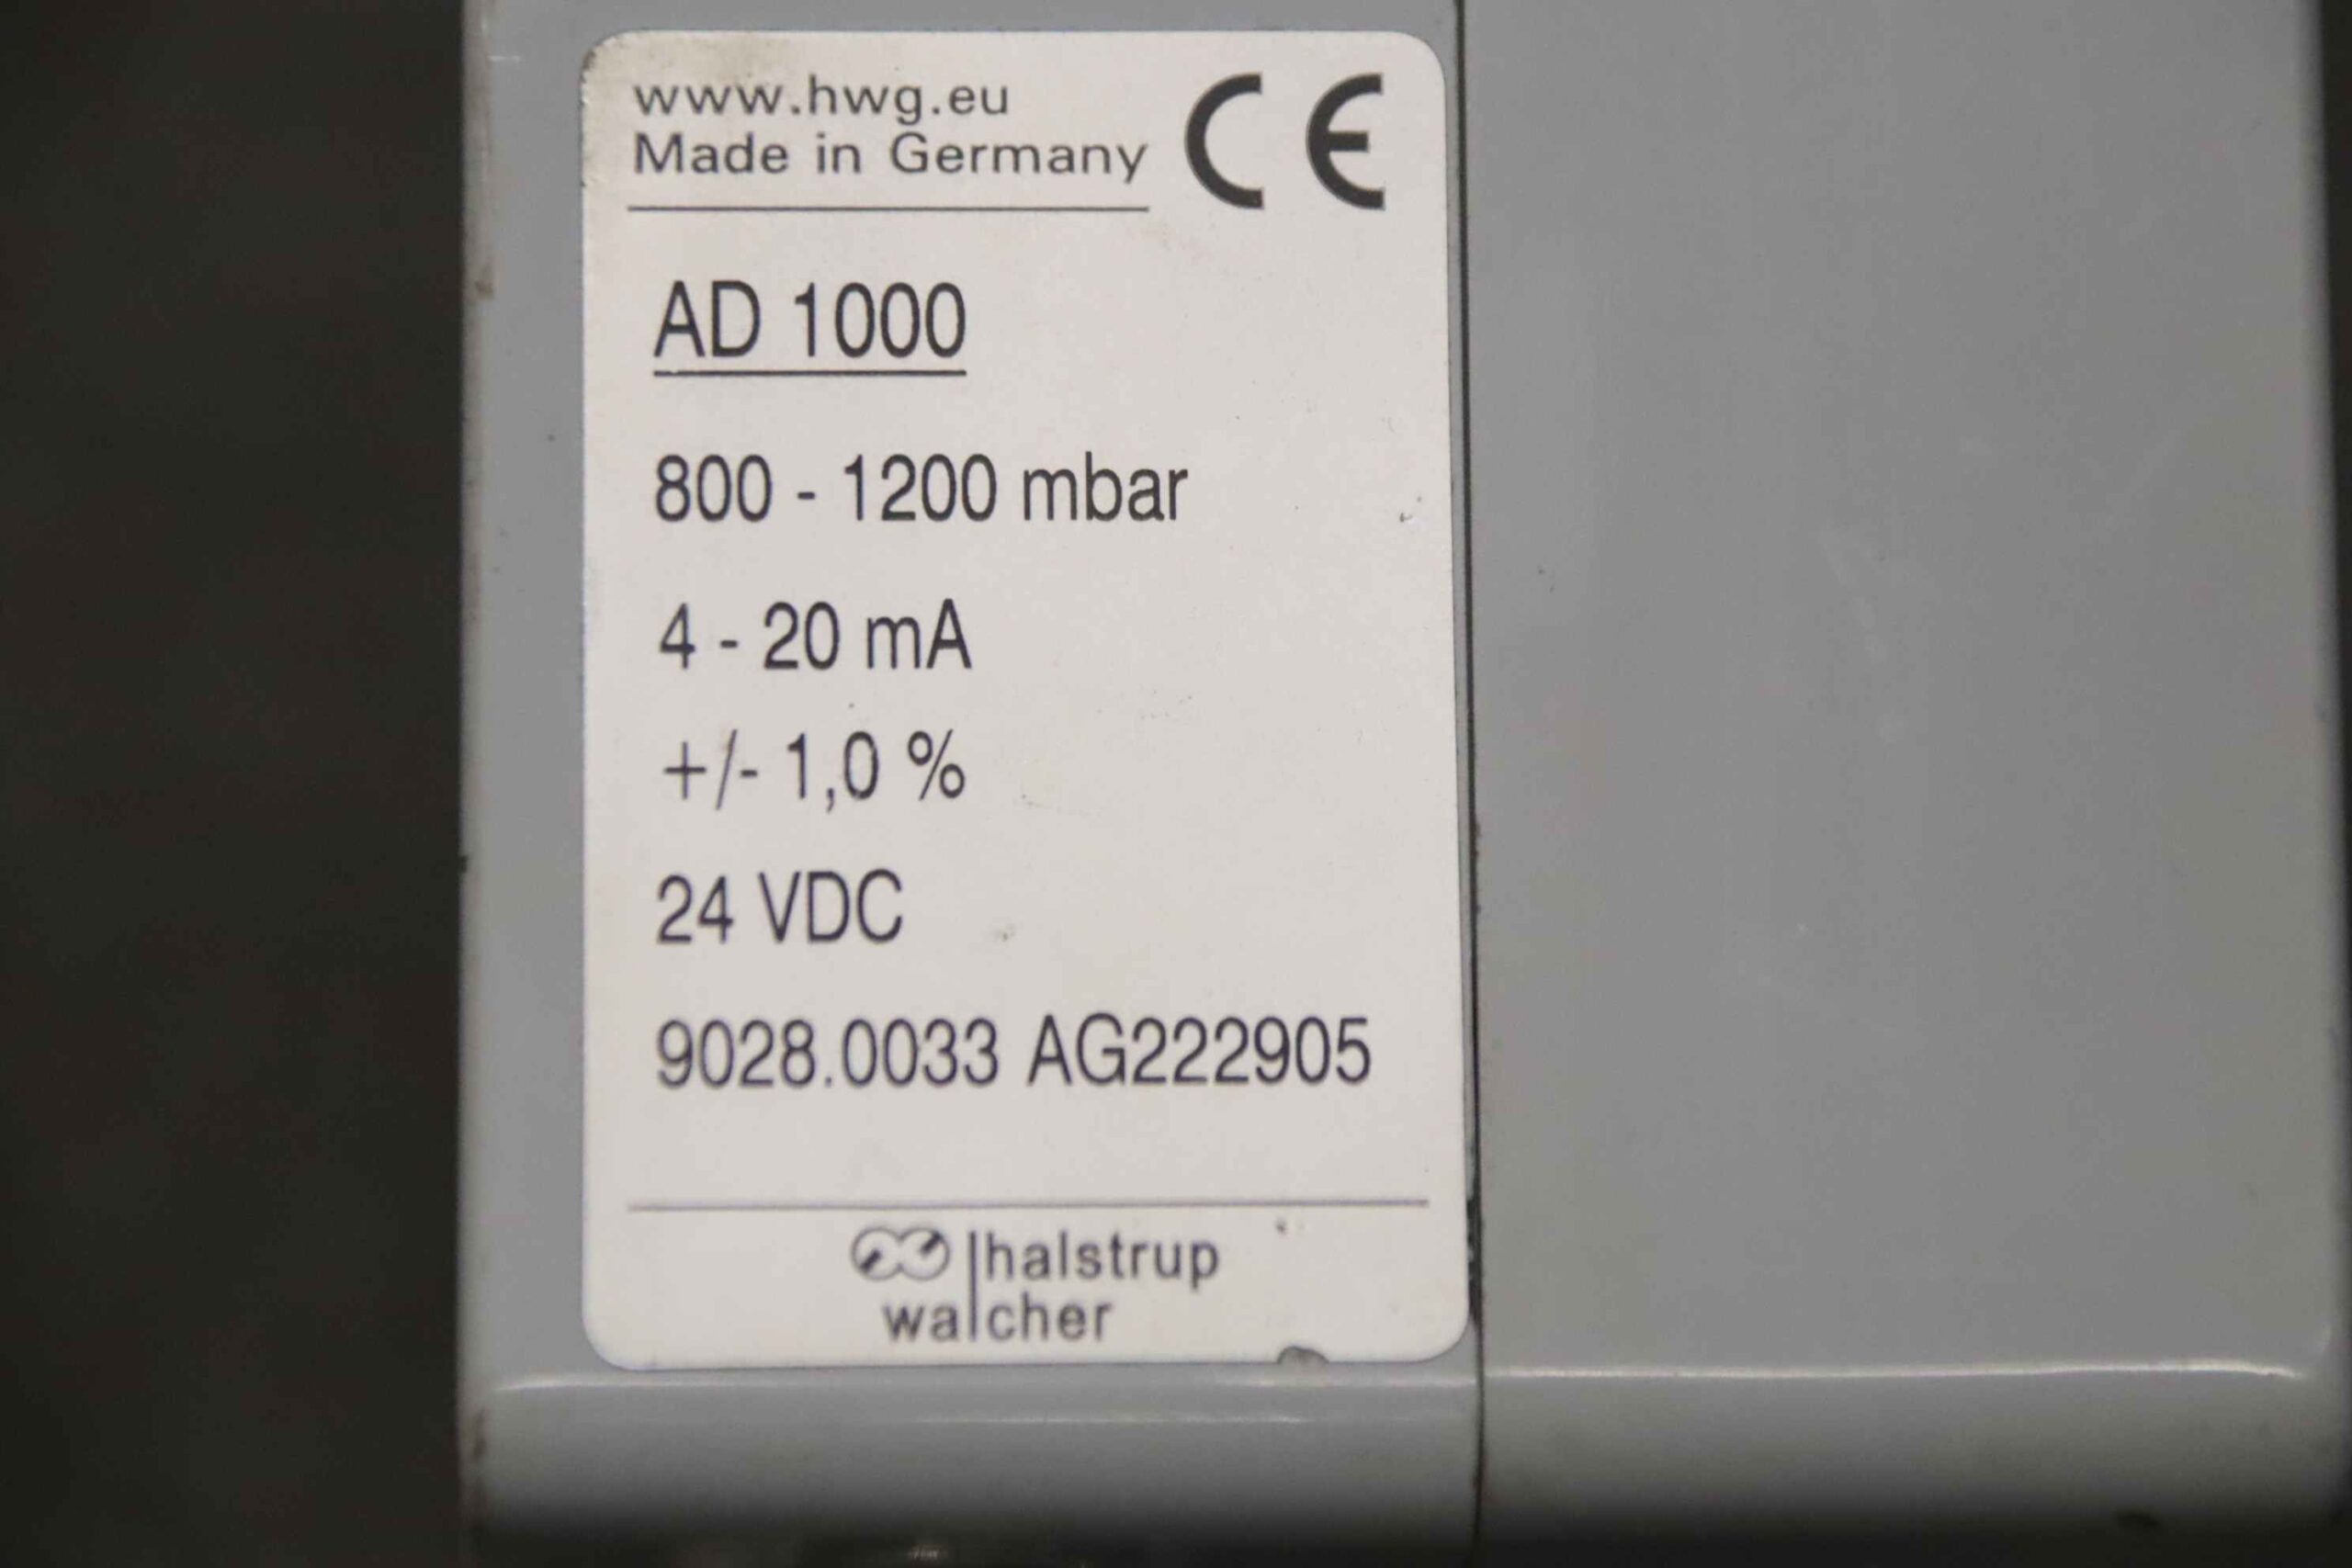 www.hwg.eu
Made in Germany
CE
AD 1000
800 - 1200 mbar
4 - 20 mA
+/- 1,0 %
24 VDC
9028.0033 AG222905
halstrup
walcher